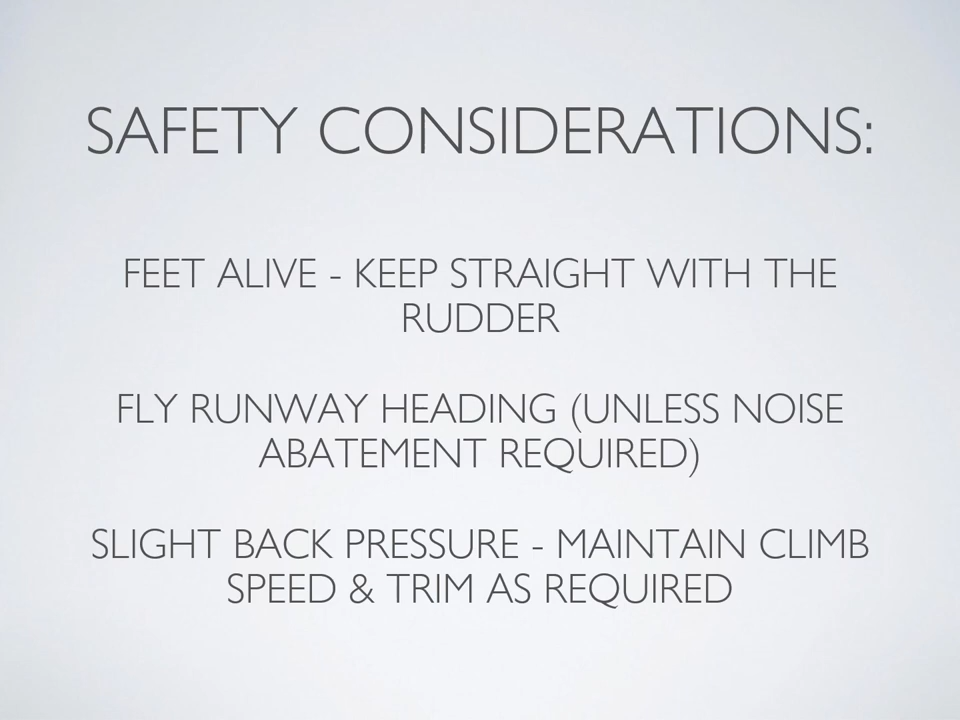 SAFETY CONSIDERATIONS:
FEET ALIVE - KEEP STRAIGHT WITH THE
RUDDER
FLY RUNWAY HEADING (UNLESS NOISE
ABATEMENT REQUIRED)
SLIGHT BACK PRESSURE - MAINTAIN CLIMB
SPEED & TRIM AS REQUIRED